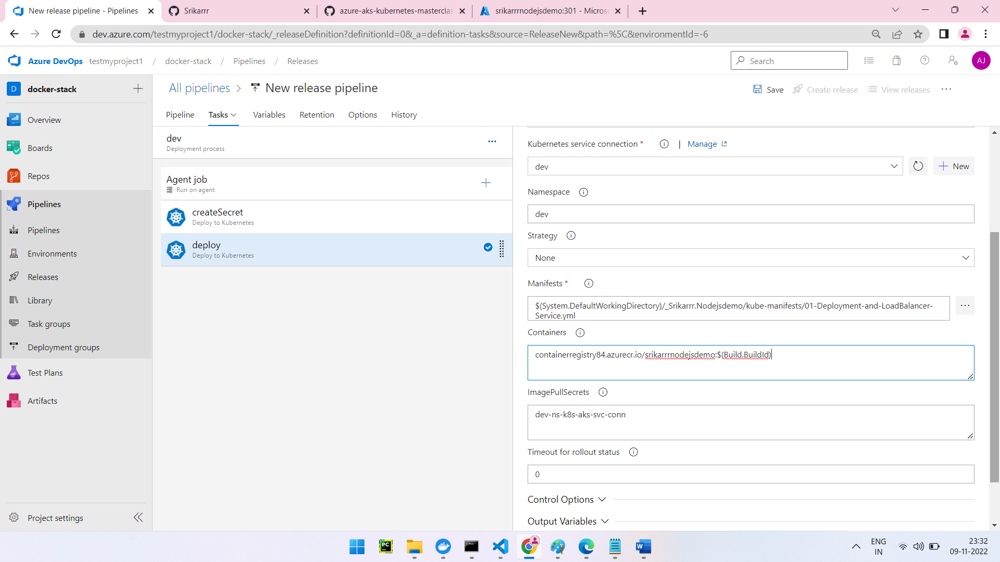 New release pipeline - Pipelines
Srikarrr
azure-aks-kubernetes-masterclas
srikarrrnodejsdemo:301 - Micros
dev.azure.com/testmyproject1/docker-stack/_releaseDefinition?definitionId=0&_a=definition-tasks&source=ReleaseNew&path=%5C&environmentId=-6
Azure DevOps testmyproject1 / docker-stack / Pipelines / Releases
Search
AJ
D docker-stack
Overview
Boards
Repos
Pipelines
Pipelines
Environments
Releases
Library
Task groups
Deployment groups
Test Plans
Artifacts
Project settings
All pipelines > New release pipeline
Save
Create release
View releases
Pipeline
Tasks
Variables
Retention
Options
History
dev
Deployment process
Agent job
Run on agent
createSecret
Deploy to Kubernetes
deploy
Deploy to Kubernetes
Kubernetes service connection * | Manage
dev
New
Namespace
dev
Strategy
None
Manifests *
$(System.DefaultWorkingDirectory)/_Srikarrr.Nodejsdemo/kube-manifests/01-Deployment-and-LoadBalancer-
Service.yml
Containers
containerregistry84.azurecr.io/srikarrrnodejsdemo:$(Build.BuildId)
ImagePullSecrets
dev-ns-k8s-aks-svc-conn
Timeout for rollout status
0
Control Options
Output Variables
PC
W
ENG
IN
23:32
09-11-2022